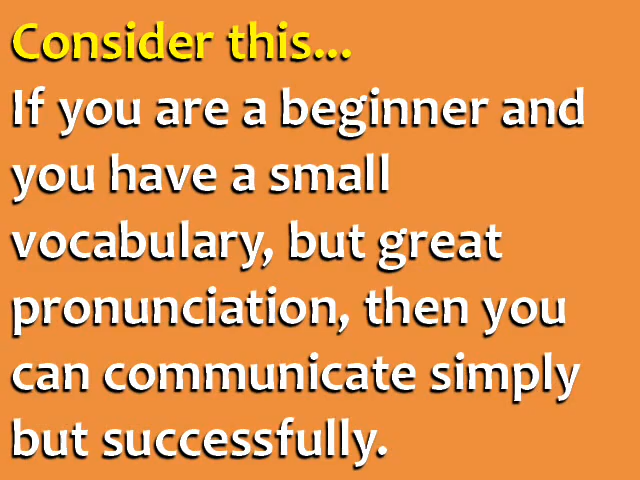 Consider this...
If you are a beginner and
you have a small
vocabulary, but great
pronunciation, then you
can communicate simply
but successfully.